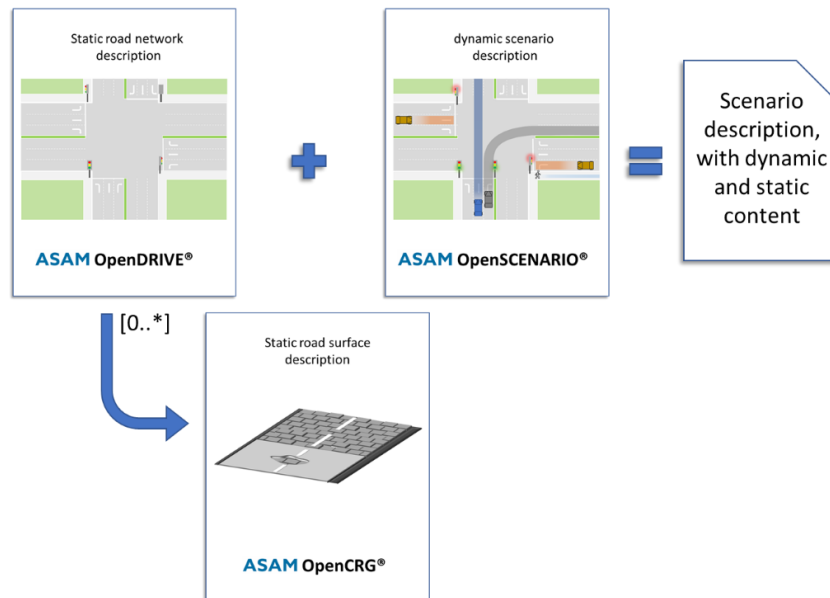 Static road network
description
ASAM OpenDRIVE®
dynamic scenario
description
ASAM OpenSCENARIO®
Scenario
description,
with dynamic
and static
content
[0..*]
Static road surface
description
ASAM OpenCRG®